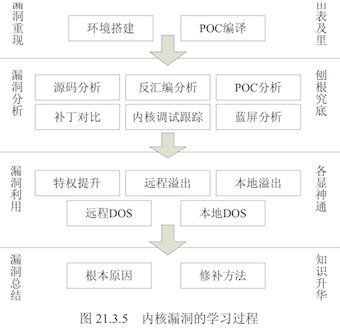 漏洞重现
环境搭建
POC编译
由表及里
漏洞分析
源码分析
反汇编分析
POC分析
刨根究底
补丁对比
内核调试跟踪
蓝屏分析
漏洞利用
特权提升
远程溢出
本地溢出
各显神通
远程DOS
本地DOS
漏洞总结
根本原因
修补方法
知识升华
图 21.3.5 内核漏洞的学习过程